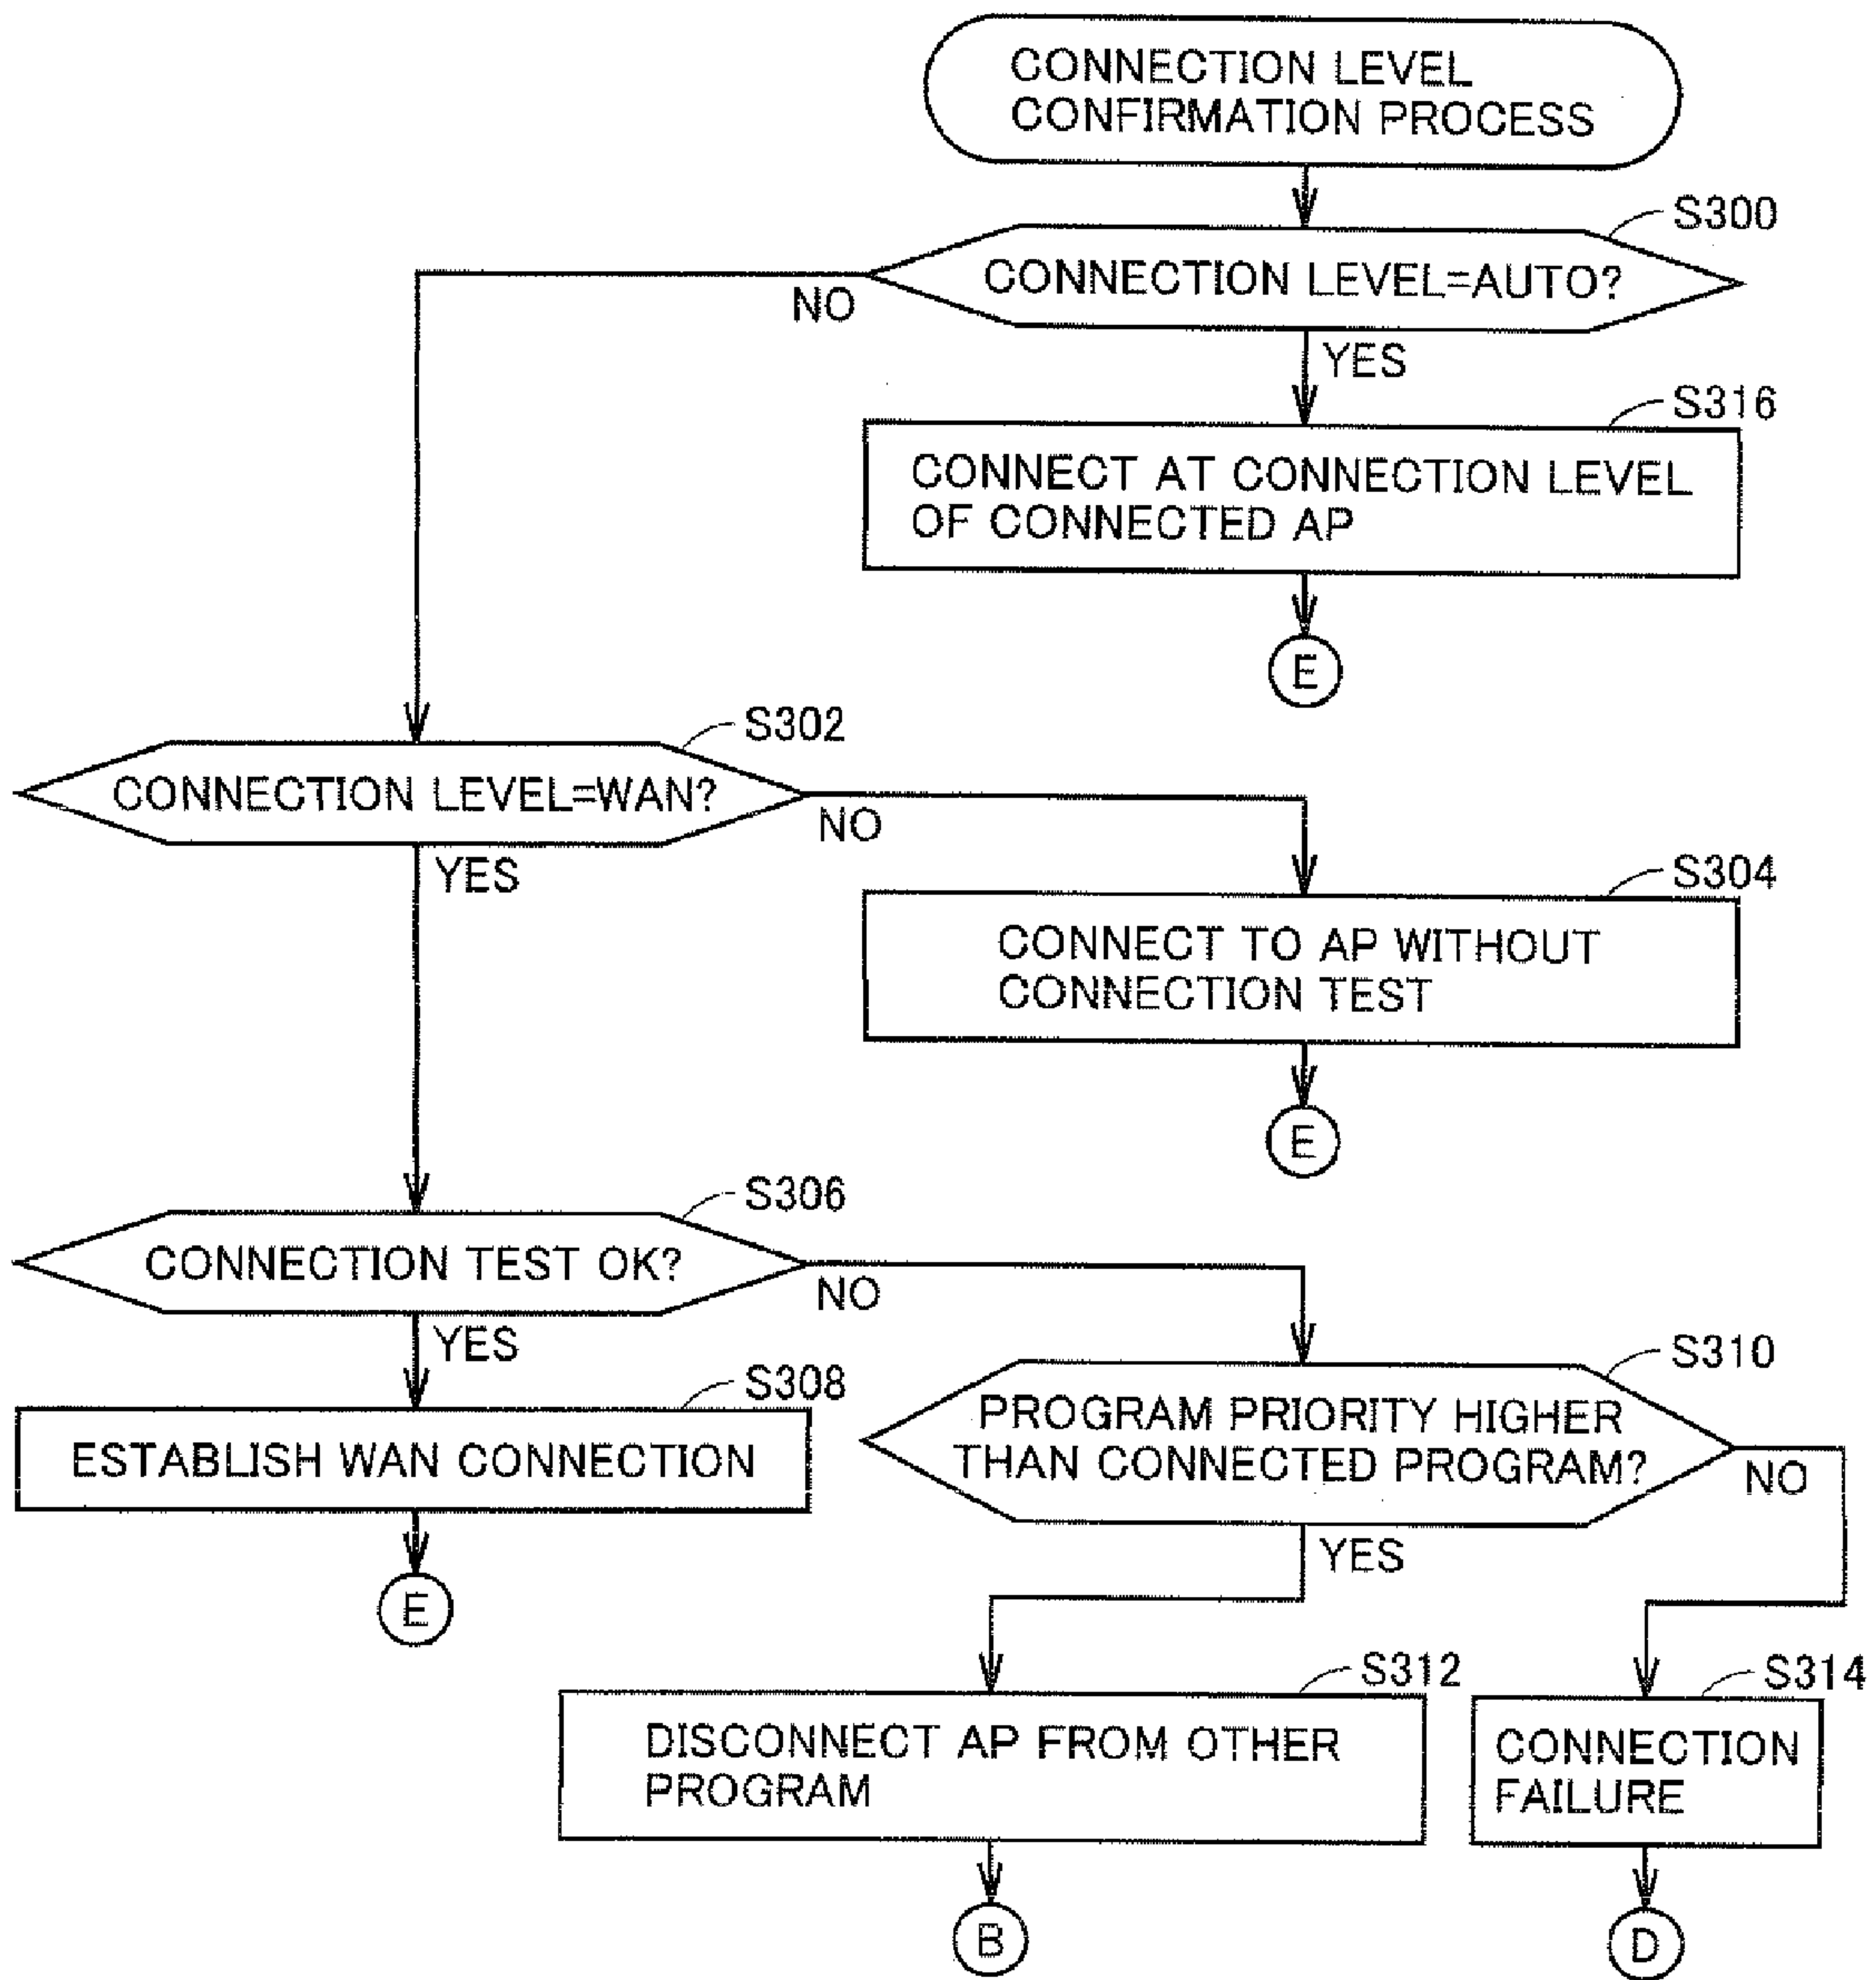 CONNECTION LEVEL
CONFIRMATION PROCESS
S300
CONNECTION LEVEL=AUTO?
NO
YES
S316
CONNECT AT CONNECTION LEVEL
OF CONNECTED AP
E
S302
CONNECTION LEVEL=WAN?
NO
YES
S304
CONNECT TO AP WITHOUT
CONNECTION TEST
E
S306
CONNECTION TEST OK?
NO
YES
S308
ESTABLISH WAN CONNECTION
E
S310
PROGRAM PRIORITY HIGHER
THAN CONNECTED PROGRAM?
NO
YES
S312
DISCONNECT AP FROM OTHER
PROGRAM
B
S314
CONNECTION
FAILURE
D